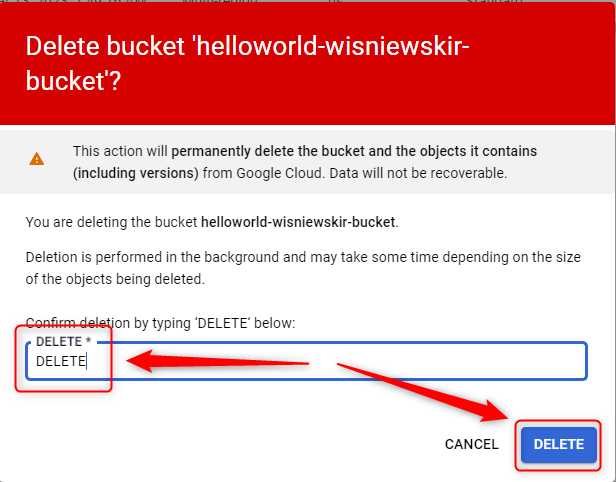 Delete bucket 'helloworld-wisniewskir-
bucket'?
This action will permanently delete the bucket and the objects it contains
(including versions) from Google Cloud. Data will not be recoverable.
You are deleting the bucket helloworld-wisniewskir-bucket.
Deletion is performed in the background and may take some time depending on the size
of the objects being deleted.
Confirm deletion by typing ‘DELETE‘ below:
DELETE *
DELETE
CANCEL
DELETE